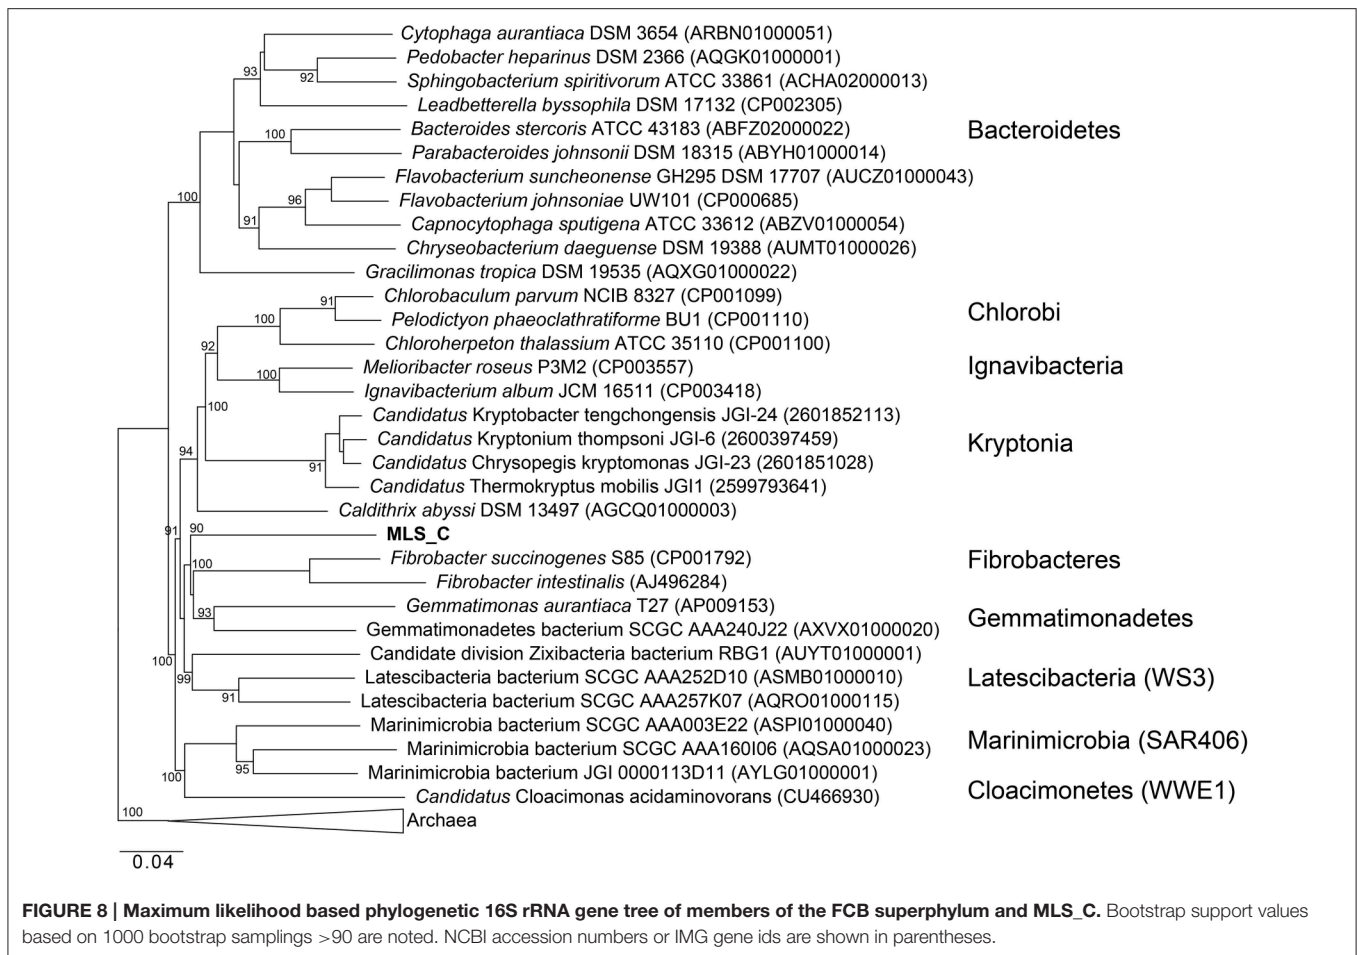 Cytophaga aurantiaca DSM 3654 (ARBN01000051)
Pedobacter heparinus DSM 2366 (AQGK01000001)
93
92
Sphingobacterium spiritivorum ATCC 33861 (ACHA02000013)
Leadbetterella byssophila DSM 17132 (CP002305)
Bacteroides stercoris ATCC 43183 (ABFZ02000022)
Bacteroidetes
100
Parabacteroides johnsonii DSM 18315 (ABYH01000014)
Flavobacterium suncheonense GH295 DSM 17707 (AUCZ01000043)
100
96
Flavobacterium johnsoniae UW101 (CP000685)
91
Capnocytophaga sputigena ATCC 33612 (ABZV01000054)
Chryseobacterium daeguense DSM 19388 (AUMT01000026)
Gracilimonas tropica DSM 19535 (AQXG01000022)
91
Chlorobaculum parvum NCIB 8327 (CP001099)
Chlorobi
100
Pelodictyon phaeoclathratiforme BU1 (CP001110)
92
Chloroherpeton thalassium ATCC 35110 (CP001100)
100
Melioribacter roseus P3M2 (CP003557)
Ignavibacteria
Ignavibacterium album JCM 16511 (CP003418)
100
Candidatus Kryptobacter tengchongensis JGI-24 (2601852113)
Candidatus Kryptonium thompsoni JGI-6 (2600397459)
Kryptonia
94
91
Candidatus Chrysopegis kryptomonas JGI-23 (2601851028)
Candidatus Thermokryptus mobilis JGI1 (2599793641)
Caldithrix abyssi DSM 13497 (AGCQ01000003)
91
90
MLS_C
100
Fibrobacter succinogenes S85 (CP001792)
Fibrobacteres
Fibrobacter intestinalis (AJ496284)
93
Gemmatimonas aurantiaca T27 (AP009153)
Gemmatimonadetes
Gemmatimonadetes bacterium SCGC AAA240J22 (AXVX01000020)
100
Candidate division Zixibacteria bacterium RBG1 (AUYT01000001)
99
Latescibacteria bacterium SCGC AAA252D10 (ASMB01000010)
Latescibacteria (WS3)
91
Latescibacteria bacterium SCGC AAA257K07 (AQRO01000115)
Marinimicrobia bacterium SCGC AAA003E22 (ASPI01000040)
Marinimicrobia (SAR406)
Marinimicrobia bacterium SCGC AAA160I06 (AQSA01000023)
100
95
Marinimicrobia bacterium JGI 0000113D11 (AYLG01000001)
Candidatus Cloacimonas acidaminovorans (CU466930)
Cloacimonetes (WWE1)
100
Archaea
0.04
FIGURE 8 | Maximum likelihood based phylogenetic 16S rRNA gene tree of members of the FCB superphylum and MLS_C. Bootstrap support values
based on 1000 bootstrap samplings >90 are noted. NCBI accession numbers or IMG gene ids are shown in parentheses.